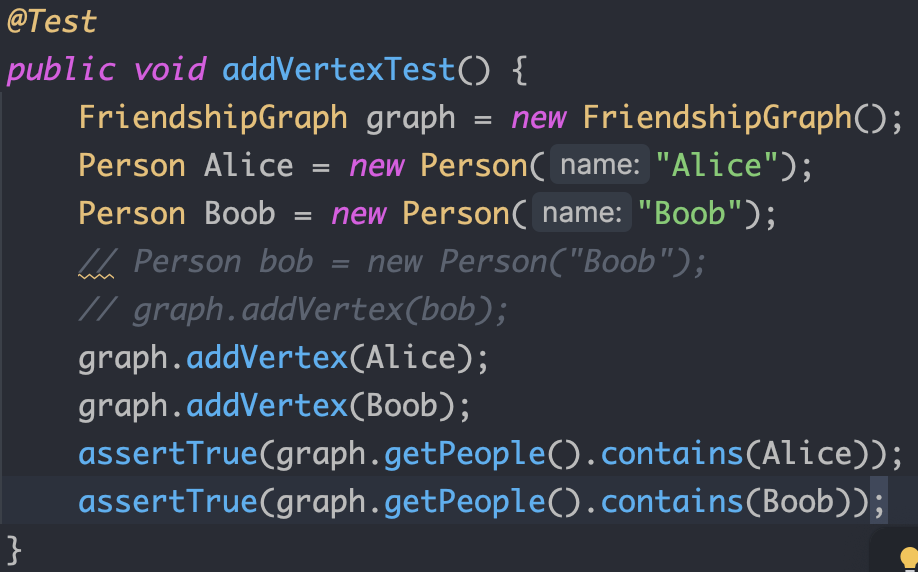 @Test
public void addVertexTest() {
FriendshipGraph graph = new FriendshipGraph();
Person Alice = new Person( name: "Alice");
Person Boob = new Person( name: "Boob");
// Person bob = new Person("Boob");
// graph.addVertex(bob);
graph.addVertex(Alice);
graph.addVertex(Boob);
assertTrue(graph.getPeople().contains(Alice));
assertTrue(graph.getPeople().contains(Boob));
}